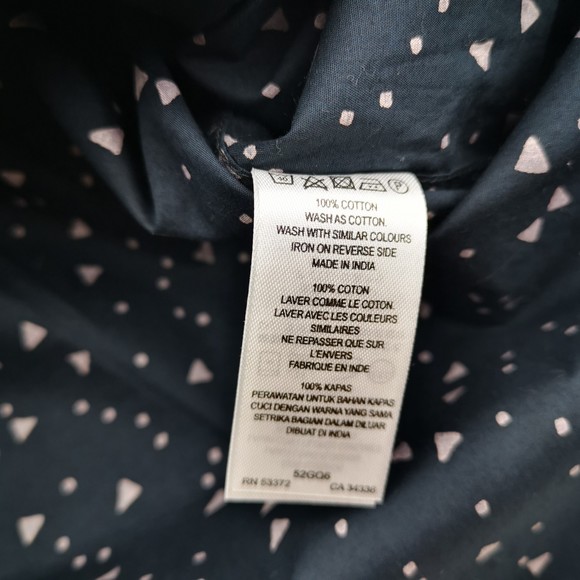 40
P
100% COTTON
WASH AS COTTON.
WASH WITH SIMILAR COLOURS
IRON ON REVERSE SIDE
MADE IN INDIA
100% COTON
LAVER COMME LE COTON.
LAVER AVEC LES COULEURS
SIMILAIRES
NE REPASSER QUE SUR
L'ENVERS
FABRIQUE EN INDE
100% KAPAS
PERAWATAN UNTUK BAHAN KAPAS
CUCI DENGAN WARNA YANG SAMA
SETRIKA BAGIAN DALAM DILUAR
DIBUAT DI INDIA
52GG6
RN 53372 CA 34330